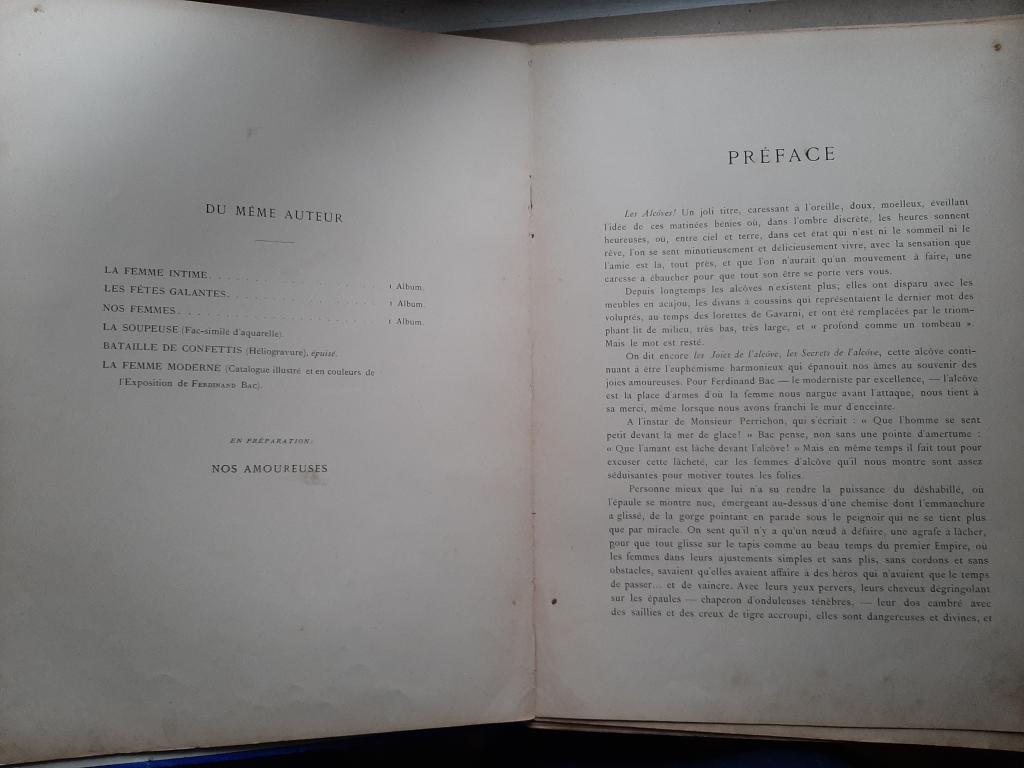 DU MÊME AUTEUR
LA FEMME INTIME. . . . . . . . . . . . . . . . . 1 Album.
LES FÊTES GALANTES. . . . . . . . . . . . . . . 1 Album.
NOS FEMMES. . . . . . . . . . . . . . . . . . . . 1 Album.
LA SOUPEUSE (Fac-similé d'aquarelle).
BATAILLE DE CONFETTIS (Héliogravure), épuisé.
LA FEMME MODERNE (Catalogue illustré et en couleurs de
l'Exposition de FERDINAND BAC).
EN PRÉPARATION:
NOS AMOUREUSES
PRÉFACE
Les Alcôves! Un joli titre, caressant à l'oreille, doux, moelleux, éveillant
l'idée de ces matinées bénies où, dans l'ombre discrète, les heures sonnent
heureuses, où, entre ciel et terre, dans cet état qui n'est ni le sommeil ni le
rêve, l'on se sent minutieusement et délicieusement vivre, avec la sensation que
l'amie est là, tout près, et que l'on n'aurait qu'un mouvement à faire, une
caresse à ébaucher pour que tout son être se porte vers vous.
Depuis longtemps les alcôves n'existent plus; elles ont disparu avec les
meubles en acajou, les divans à coussins qui représentaient le dernier mot des
voluptés, au temps des lorettes de Gavarni, et ont été remplacées par le triom-
phant lit de milieu, très bas, très large, et « profond comme un tombeau ».
Mais le mot est resté.
On dit encore les Joies de l'alcôve, les Secrets de l'alcôve, cette alcôve conti-
nuant à être l'euphémisme harmonieux qui épanouit nos âmes au souvenir des
joies amoureuses. Pour Ferdinand Bac — le moderniste par excellence, — l'alcôve
est la place d'armes d'où la femme nous nargue avant l'attaque, nous tient à
sa merci, même lorsque nous avons franchi le mur d'enceinte.
A l'instar de Monsieur Perrichon, qui s'écriait : « Que l'homme se sent
petit devant la mer de glace! » Bac pense, non sans une pointe d'amertume :
« Que l'amant est lâche devant l'alcôve! » Mais en même temps il fait tout pour
excuser cette lâcheté, car les femmes d'alcôve qu'il nous montre sont assez
séduisantes pour motiver toutes les folies.
Personne mieux que lui n'a su rendre la puissance du déshabillé, où
l'épaule se montre nue, émergeant au-dessus d'une chemise dont l'emmanchure
a glissé, de la gorge pointant en parade sous le peignoir qui ne se tient plus
que par miracle. On sent qu'il n'y a qu'un nœud à défaire, une agrafe à lâcher,
pour que tout glisse sur le tapis comme au beau temps du premier Empire, où
les femmes dans leurs ajustements simples et sans plis, sans cordons et sans
obstacles, savaient qu'elles avaient affaire à des héros qui n'avaient que le temps
de passer... et de vaincre. Avec leurs yeux pervers, leurs cheveux dégringolant
sur les épaules — chaperon d'onduleuses ténèbres, — leur dos cambré avec
des saillies et des creux de tigre accroupi, elles sont dangereuses et divines, et